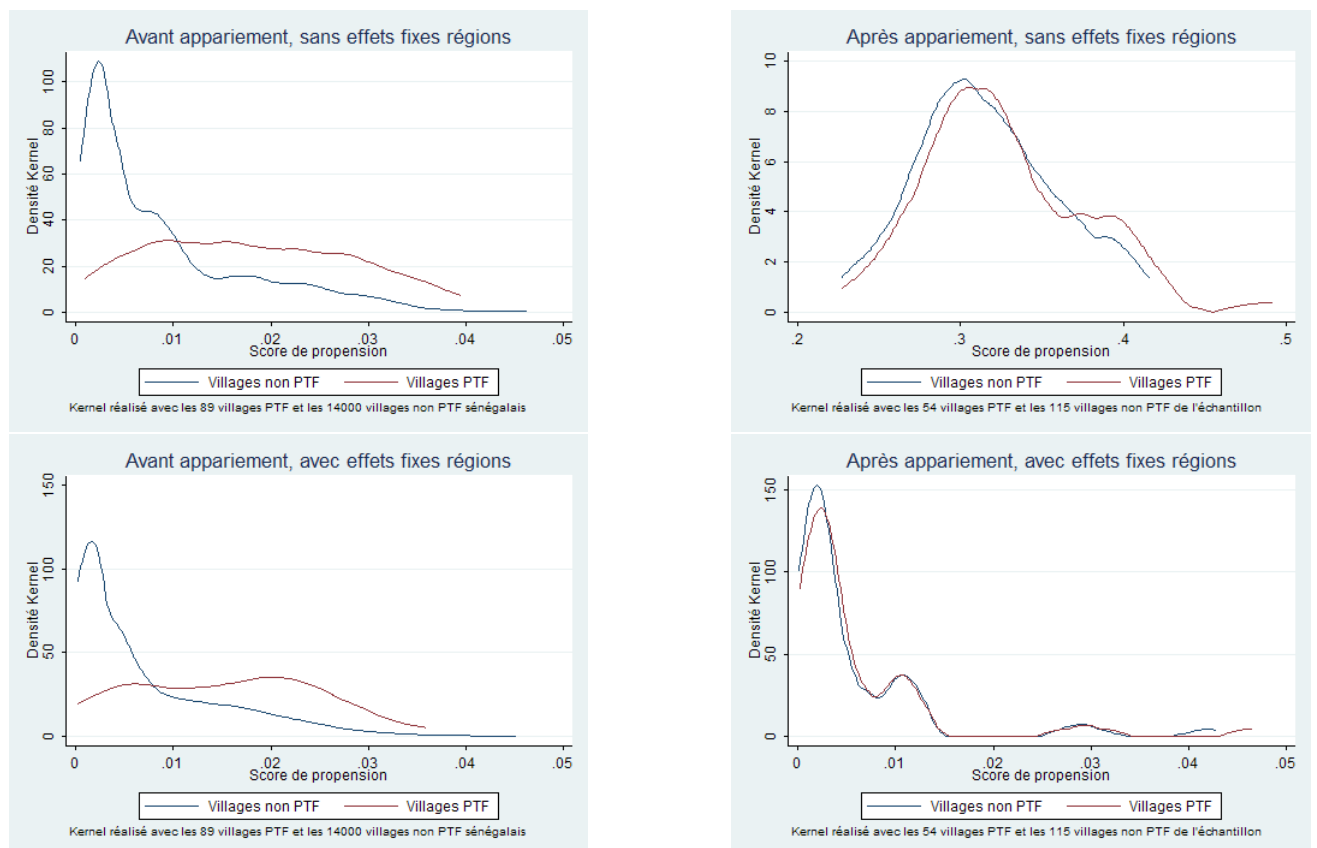 Avant appariement, sans effets fixes régions
Densité Kernel
100
80
60
40
20
0
0 .01 .02 .03 .04 .05
Score de propension
Villages non PTF Villages PTF
Kernel réalisé avec les 89 villages PTF et les 14000 villages non PTF sénégalais
Après appariement, sans effets fixes régions
Densité Kernel
10
8
6
4
2
0
.2 .3 .4 .5
Score de propension
Villages non PTF Villages PTF
Kernel réalisé avec les 54 villages PTF et les 115 villages non PTF de l'échantillon
Avant appariement, avec effets fixes régions
Densité Kernel
150
100
50
0
0 .01 .02 .03 .04 .05
Score de propension
Villages non PTF Villages PTF
Kernel réalisé avec les 89 villages PTF et les 14000 villages non PTF sénégalais
Après appariement, avec effets fixes régions
Densité Kernel
150
100
50
0
0 .01 .02 .03 .04 .05
Score de propension
Villages non PTF Villages PTF
Kernel réalisé avec les 54 villages PTF et les 115 villages non PTF de l'échantillon